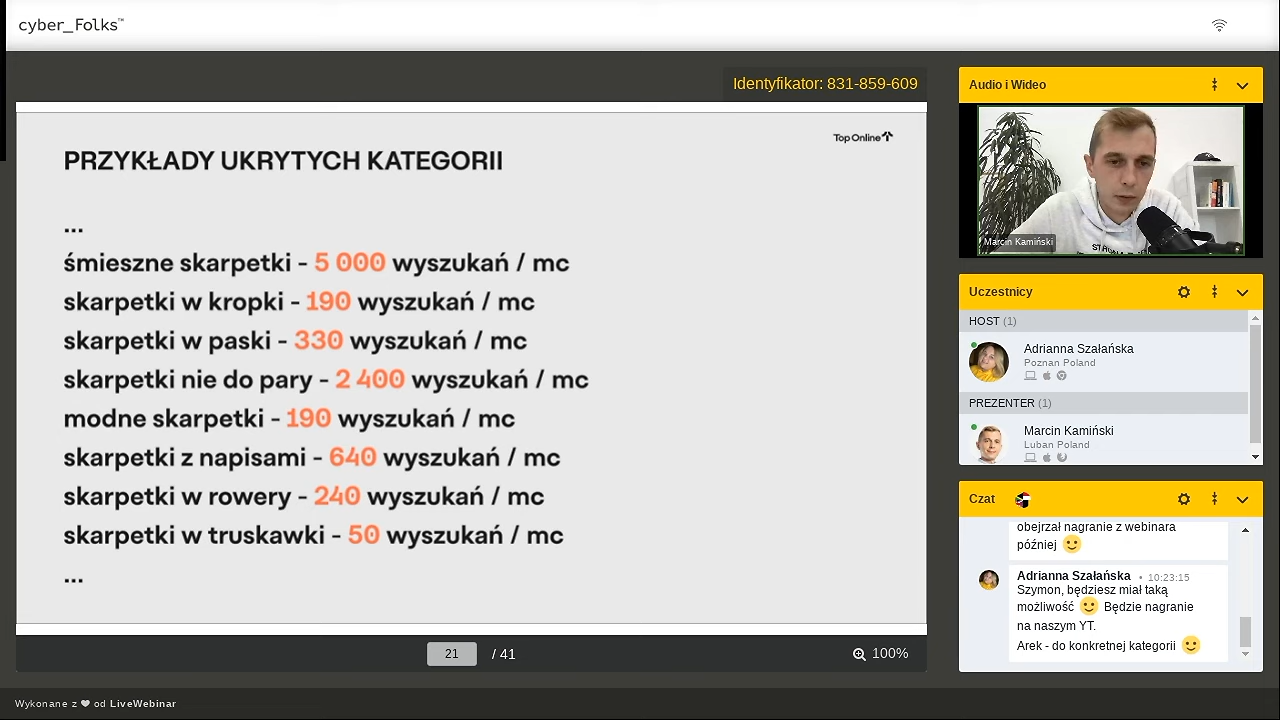 cyber_Folks™
Identyfikator: 831-859-609
Top Online
PRZYKŁADY UKRYTYCH KATEGORII
...
śmieszne skarpetki - 5 000 wyszukań / mc
skarpetki w kropki - 190 wyszukań / mc
skarpetki w paski - 330 wyszukań / mc
skarpetki nie do pary - 2 400 wyszukań / mc
modne skarpetki - 190 wyszukań / mc
skarpetki z napisami - 640 wyszukań / mc
skarpetki w rowery - 240 wyszukań / mc
skarpetki w truskawki - 50 wyszukań / mc
...
21 / 41
100%
Audio i Wideo
Marcin Kamiński
Uczestnicy
HOST (1)
Adrianna Szałańska
Poznan Poland
PREZENTER (1)
Marcin Kamiński
Luban Poland
Czat
obejrzał nagranie z webinara
później 🙂
Adrianna Szałańska • 10:23:15
Szymon, będziesz miał taką
możliwość 🙂 Będzie nagranie
na naszym YT.
Arek - do konkretnej kategorii 🙂
Wykonane z ❤ od LiveWebinar